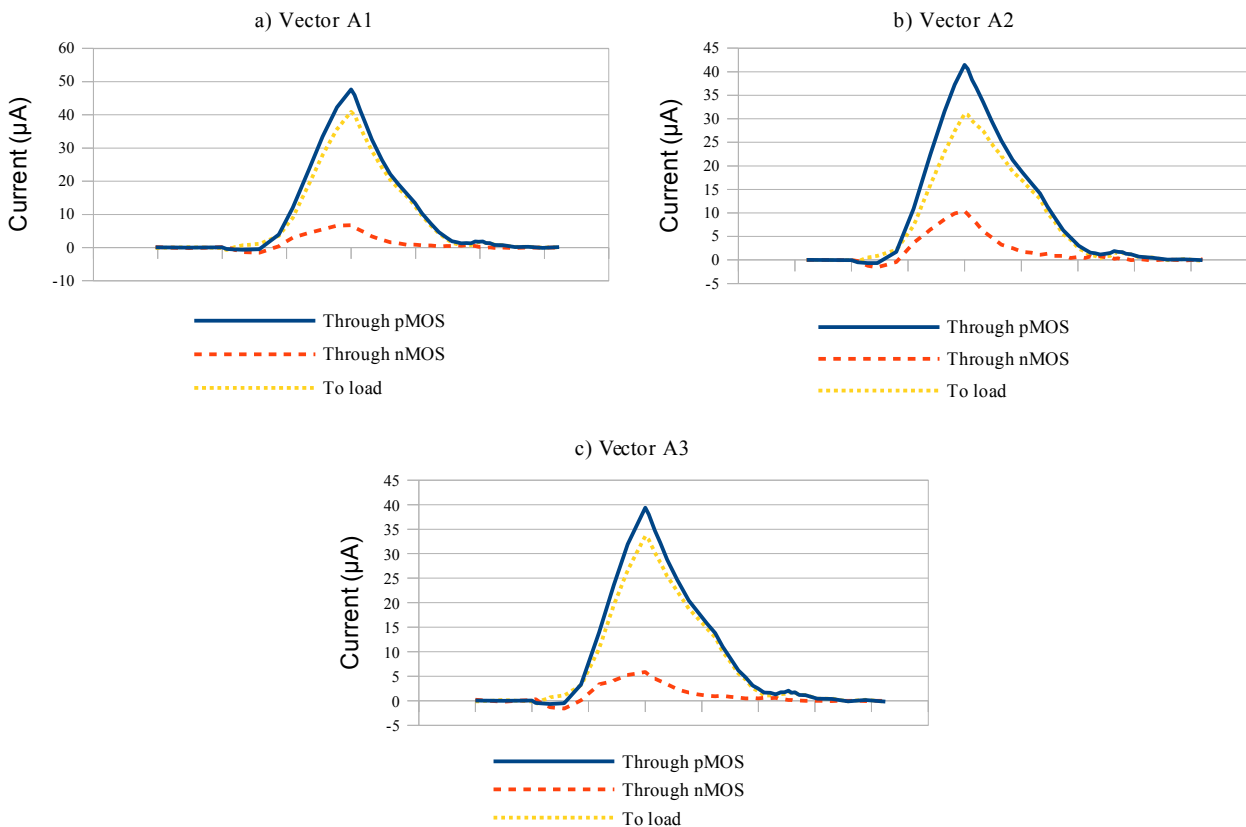 a) Vector A1
60
50
40
30
20
10
0
-10
Current (µA)
Through pMOS
Through nMOS
To load
b) Vector A2
45
40
35
30
25
20
15
10
5
0
-5
Current (µA)
Through pMOS
Through nMOS
To load
c) Vector A3
45
40
35
30
25
20
15
10
5
0
-5
Current (µA)
Through pMOS
Through nMOS
To load